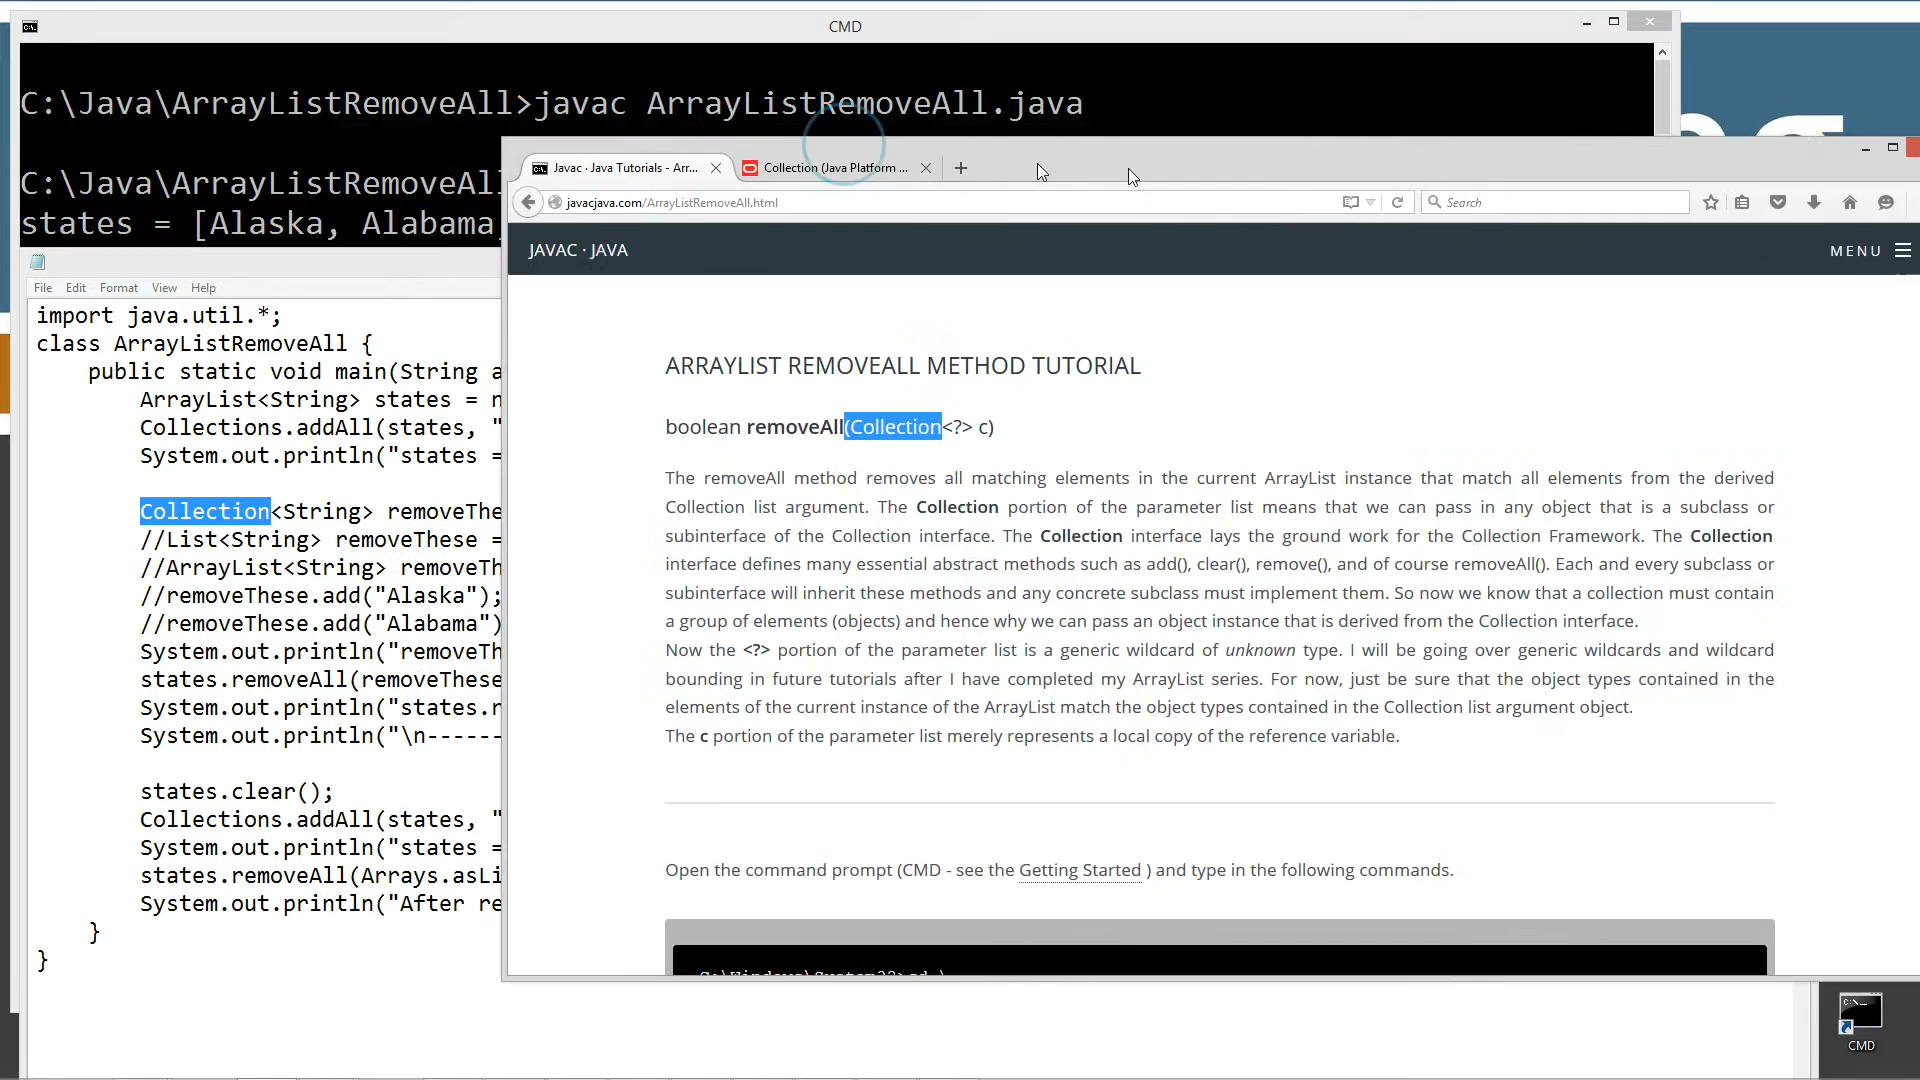 CMD
C:\Java\ArrayListRemoveAll>javac ArrayListRemoveAll.java
C:\Java\ArrayListRemoveAll
states = [Alaska, Alabama
Javac · Java Tutorials - Arr...
Collection (Java Platform ...
javacjava.com/ArrayListRemoveAll.html
Search
JAVAC · JAVA
MENU
ARRAYLIST REMOVEALL METHOD TUTORIAL
boolean removeAll(Collection<?> c)
The removeAll method removes all matching elements in the current ArrayList instance that match all elements from the derived
Collection list argument. The Collection portion of the parameter list means that we can pass in any object that is a subclass or
subinterface of the Collection interface. The Collection interface lays the ground work for the Collection Framework. The Collection
interface defines many essential abstract methods such as add(), clear(), remove(), and of course removeAll(). Each and every subclass or
subinterface will inherit these methods and any concrete subclass must implement them. So now we know that a collection must contain
a group of elements (objects) and hence why we can pass an object instance that is derived from the Collection interface.
Now the <?> portion of the parameter list is a generic wildcard of unknown type. I will be going over generic wildcards and wildcard
bounding in future tutorials after I have completed my ArrayList series. For now, just be sure that the object types contained in the
elements of the current instance of the ArrayList match the object types contained in the Collection list argument object.
The c portion of the parameter list merely represents a local copy of the reference variable.
Open the command prompt (CMD - see the Getting Started ) and type in the following commands.
File Edit Format View Help
import java.util.*;
class ArrayListRemoveAll {
public static void main(String a
ArrayList<String> states = n
Collections.addAll(states, "
System.out.println("states =
Collection<String> removeThe
//List<String> removeThese =
//ArrayList<String> removeTh
//removeThese.add("Alaska");
//removeThese.add("Alabama")
System.out.println("removeTh
states.removeAll(removeThese
System.out.println("states.r
System.out.println("\n------
states.clear();
Collections.addAll(states, "
System.out.println("states =
states.removeAll(Arrays.asLi
System.out.println("After re
}
}
CMD